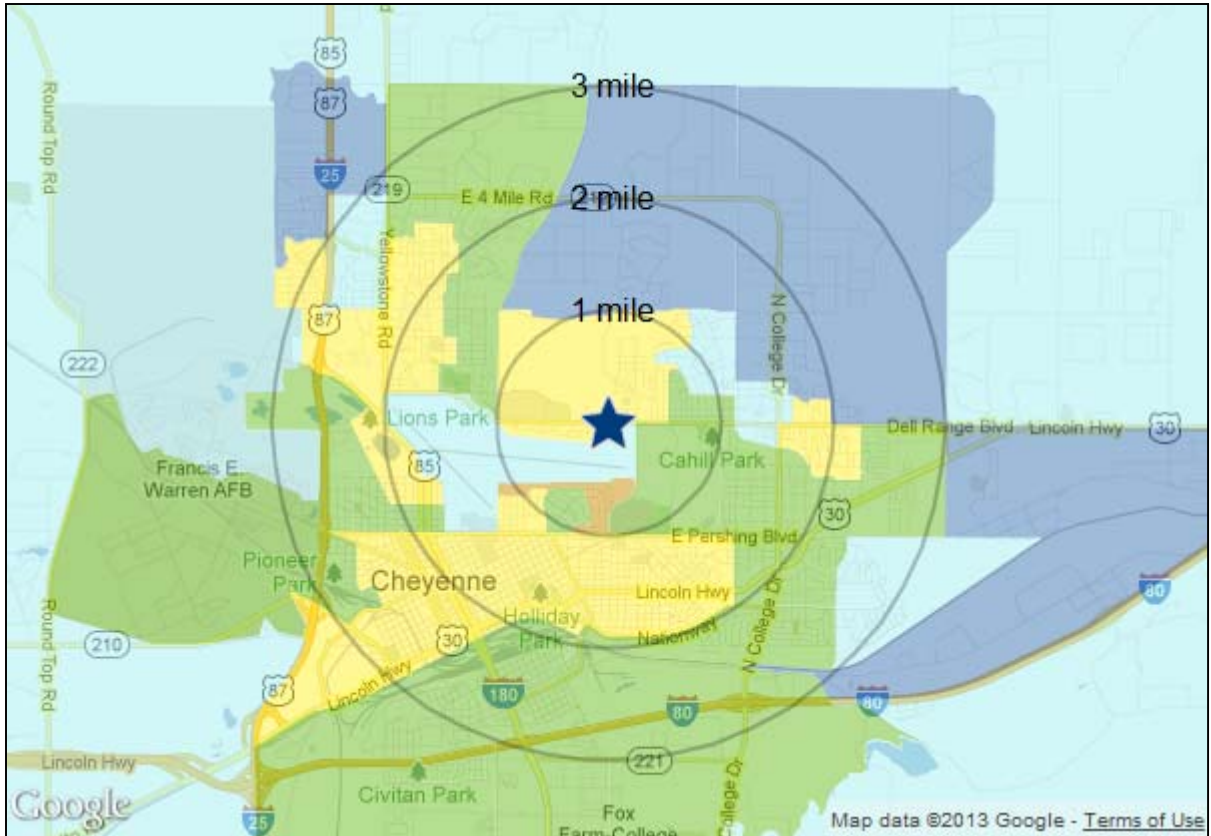 85
87
3 mile
Round Top Rd
25
219
E 4 Mile Rd
2 mile
Yellowstone Rd
1 mile
N College Dr
87
222
Lions Park
Dell Range Blvd
Lincoln Hwy
30
Francis E.
Warren AFB
85
Cahill Park
30
E Pershing Blvd
Pioneer
Park
Cheyenne
Lincoln Hwy
80
Holliday
Park
Round Top Rd
210
30
Nationway
N College Dr
Lincoln Hwy
87
180
80
80
Lincoln Hwy
221
Civitan Park
College Dr
Google
25
Fox
Farm-College
Map data ©2013 Google - Terms of Use